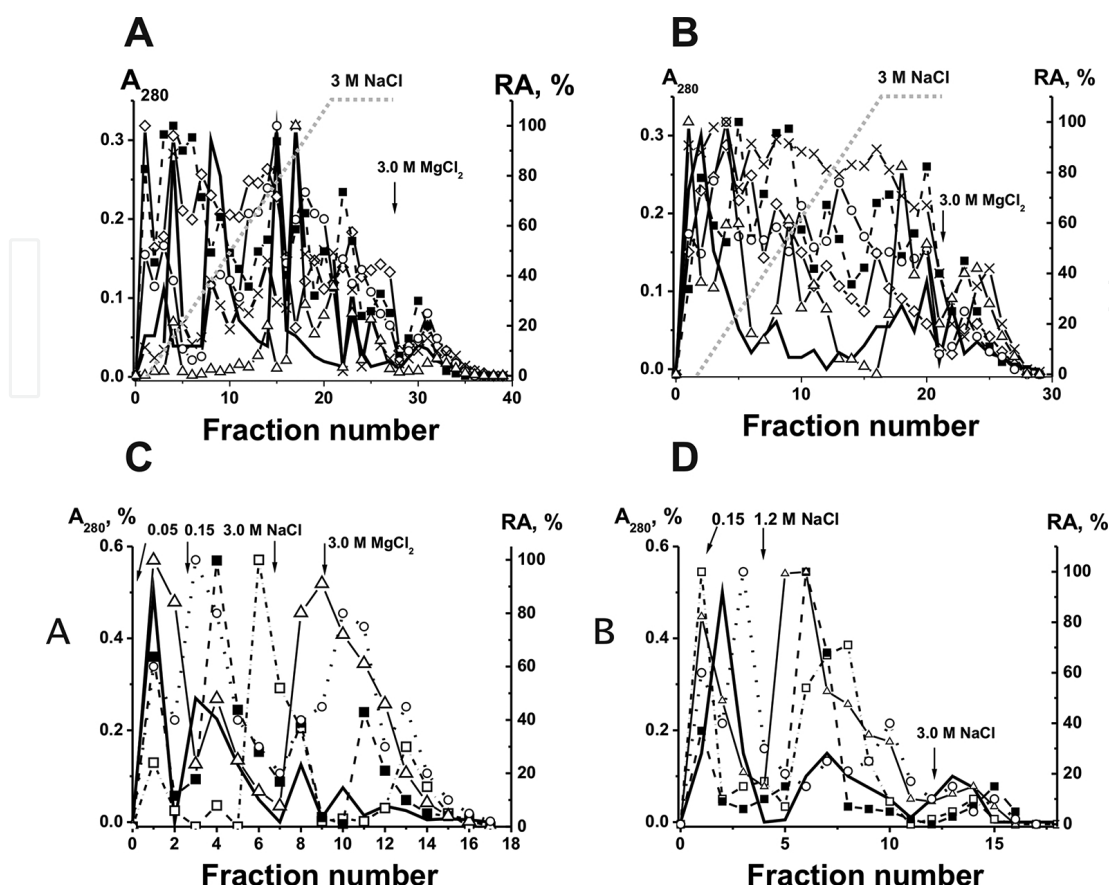 A
A280
3 M NaCl
RA, %
3.0 MgCl2
0.3
0.2
0.1
0.0
100
80
60
40
20
0
0
10
20
30
40
Fraction number
B
A280
3 M NaCl
RA, %
3.0 MgCl2
0.3
0.2
0.1
0.0
100
80
60
40
20
0
0
10
20
30
Fraction number
C
A280, %
0.05 0.15 3.0 M NaCl
RA, %
3.0 M MgCl2
0.6
0.4
0.2
0.0
100
80
60
40
20
0
A
0
2
4
6
8
10
12
14
16
18
Fraction number
D
A280, %
0.15 1.2 M NaCl
RA, %
3.0 M NaCl
0.6
0.4
0.2
0.0
100
80
60
40
20
0
B
0
5
10
15
Fraction number